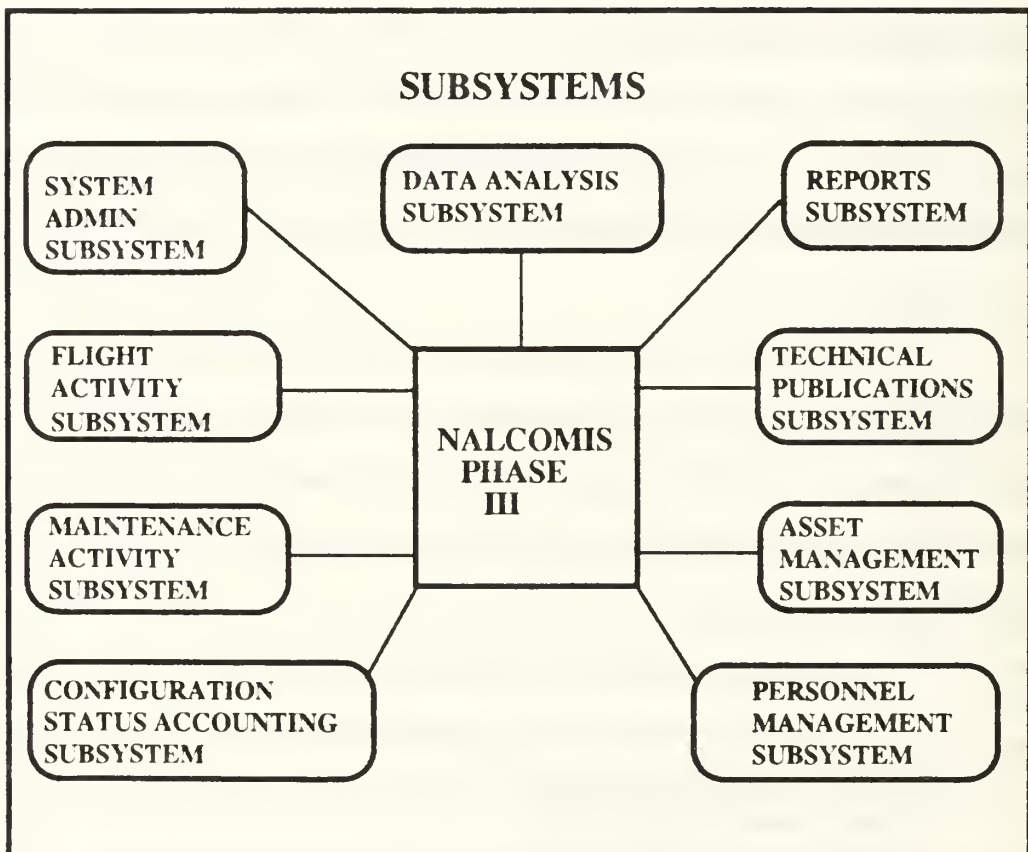 SUBSYSTEMS
SYSTEM
ADMIN
SUBSYSTEM
DATA ANALYSIS
SUBSYSTEM
REPORTS
SUBSYSTEM
FLIGHT
ACTIVITY
SUBSYSTEM
TECHNICAL
PUBLICATIONS
SUBSYSTEM
NALCOMIS
PHASE
III
MAINTENANCE
ACTIVITY
SUBSYSTEM
ASSET
MANAGEMENT
SUBSYSTEM
CONFIGURATION
STATUS ACCOUNTING
SUBSYSTEM
PERSONNEL
MANAGEMENT
SUBSYSTEM